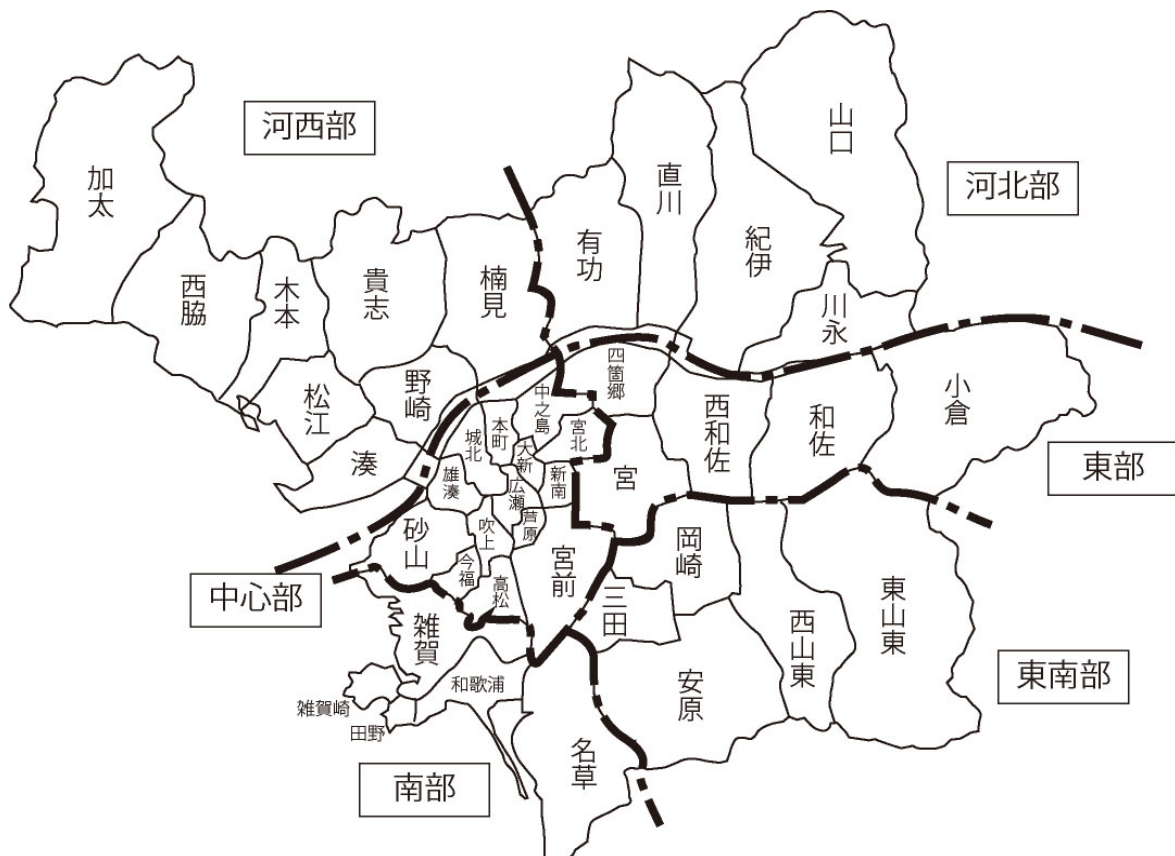 河西部
加太
西脇
木本
貴志
楠見
松江
野崎
湊
河北部
有功
直川
紀伊
山口
川永
東部
四箇郷
西和佐
和佐
小倉
宮
中心部
中之島
宮北
本町
城北
大新
新南
広瀬
雄湊
芦原
吹上
砂山
今福
高松
宮前
東南部
岡崎
三田
西山東
東山東
安原
南部
雑賀
和歌浦
雑賀崎
田野
名草